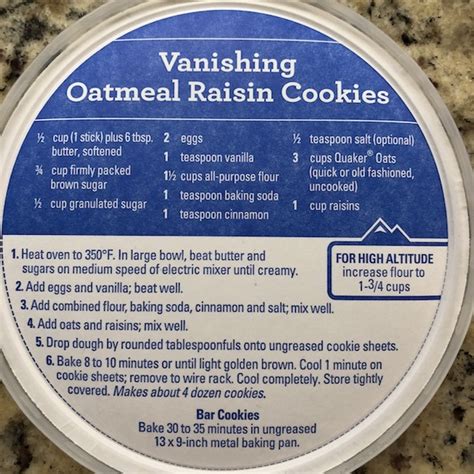 Vanishing
Oatmeal Raisin Cookies
½ cup (1 stick) plus 6 tbsp.
butter, softened
¾ cup firmly packed
brown sugar
½ cup granulated sugar
2 eggs
1 teaspoon vanilla
1½ cups all-purpose flour
1 teaspoon baking soda
1 teaspoon cinnamon
½ teaspoon salt (optional)
3 cups Quaker® Oats
(quick or old fashioned,
uncooked)
1 cup raisins
1. Heat oven to 350°F. In large bowl, beat butter and
sugars on medium speed of electric mixer until creamy.
2. Add eggs and vanilla; beat well.
3. Add combined flour, baking soda, cinnamon and salt; mix well.
4. Add oats and raisins; mix well.
5. Drop dough by rounded tablespoonfuls onto ungreased cookie sheets.
6. Bake 8 to 10 minutes or until light golden brown. Cool 1 minute on
cookie sheets; remove to wire rack. Cool completely. Store tightly
covered. Makes about 4 dozen cookies.
FOR HIGH ALTITUDE
increase flour to
1-3/4 cups
Bar Cookies
Bake 30 to 35 minutes in ungreased
13 x 9-inch metal baking pan.